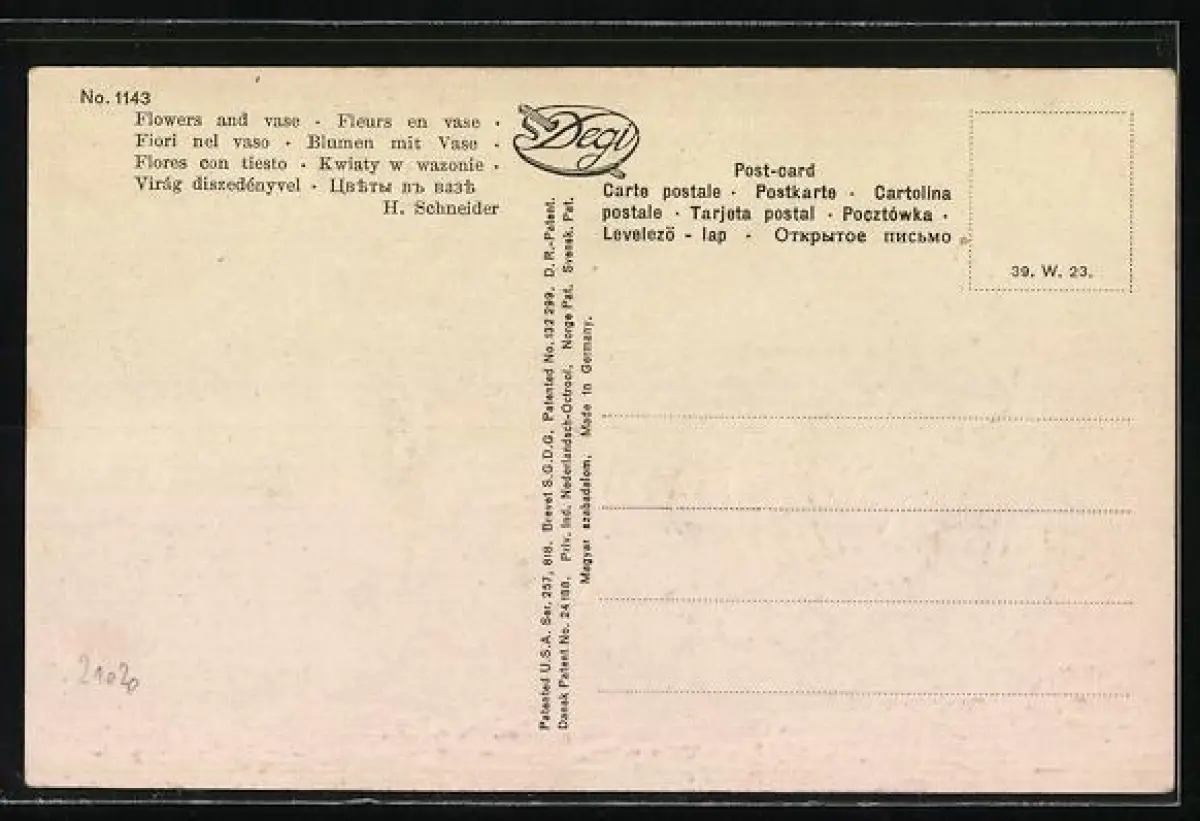 No. 1143
Flowers and vase · Fleurs en vase ·
Fiori nel vaso · Blumen mit Vase ·
Flores con tiesto · Kwiaty w wazonie ·
Virág diszedényvel · Цвѣты въ вазѣ
H. Schneider
Degi
Post-card
Carte postale · Postkarte · Cartolina
postale · Tarjeta postal · Pocztówka ·
Levelezö - lap · Открытое письмо
39. W. 23.
Patented U.S.A. Ser. 257, 818. Brevet S.G.D.G. Patented No. 132 299. D. R.-Patent.
Dansk Patent No. 24 188. Priv. Ind. Nederlandsch-Octrooi. Norge Pat. Svensk. Pat.
Magyar szabadalom. Made in Germany.